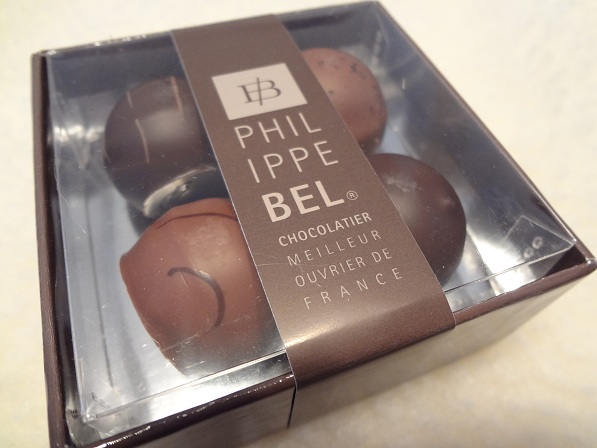 PB
PHIL
IPPE
BEL®
CHOCOLATIER
MEILLEUR
OUVRIER DE
FRANCE